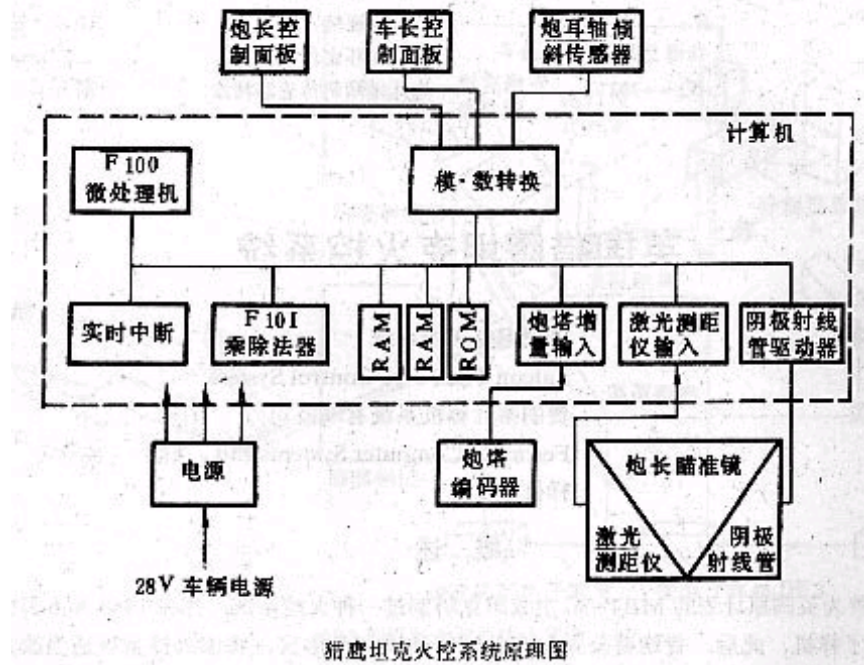 炮长控
制面板
车长控
制面板
炮耳轴倾
斜传感器
计算机
F100
微处理机
模·数转换
实时中断
F101
乘除法器
RAM
RAM
ROM
炮塔增
量输入
激光测距
仪输入
阴极射线
管驱动器
电源
炮塔
编码器
炮长瞄准镜
激光
测距仪
阴极
射线管
28V 车辆电源
猎鹰坦克火控系统原理图